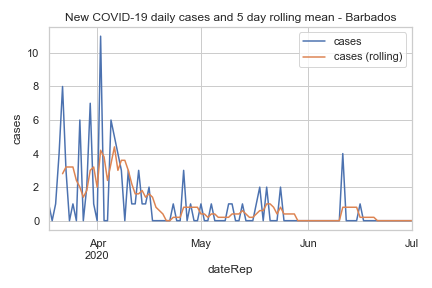 New COVID-19 daily cases and 5 day rolling mean - Barbados
cases
cases (rolling)
cases
10
8
6
4
2
0
Apr
2020
May
Jun
Jul
dateRep